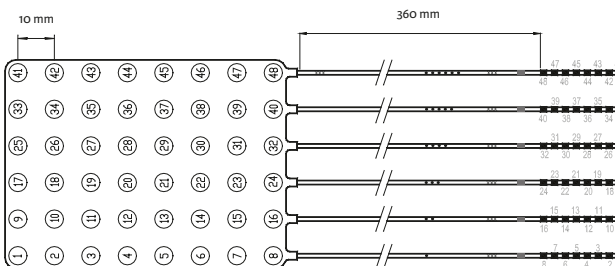 10 mm
360 mm
47 45 43
41 42 43 44 45 46 47 48
48 46 44 42
39 37 35
33 34 35 36 37 38 39 40
40 38 36 34
31 29 27
25 26 27 28 29 30 31 32
32 30 28 26
23 21 19
17 18 19 20 21 22 23 24
24 22 20 18
15 13 11
9 10 11 12 13 14 15 16
16 14 12 10
7 5 3
1 2 3 4 5 6 7 8
8 6 4 2